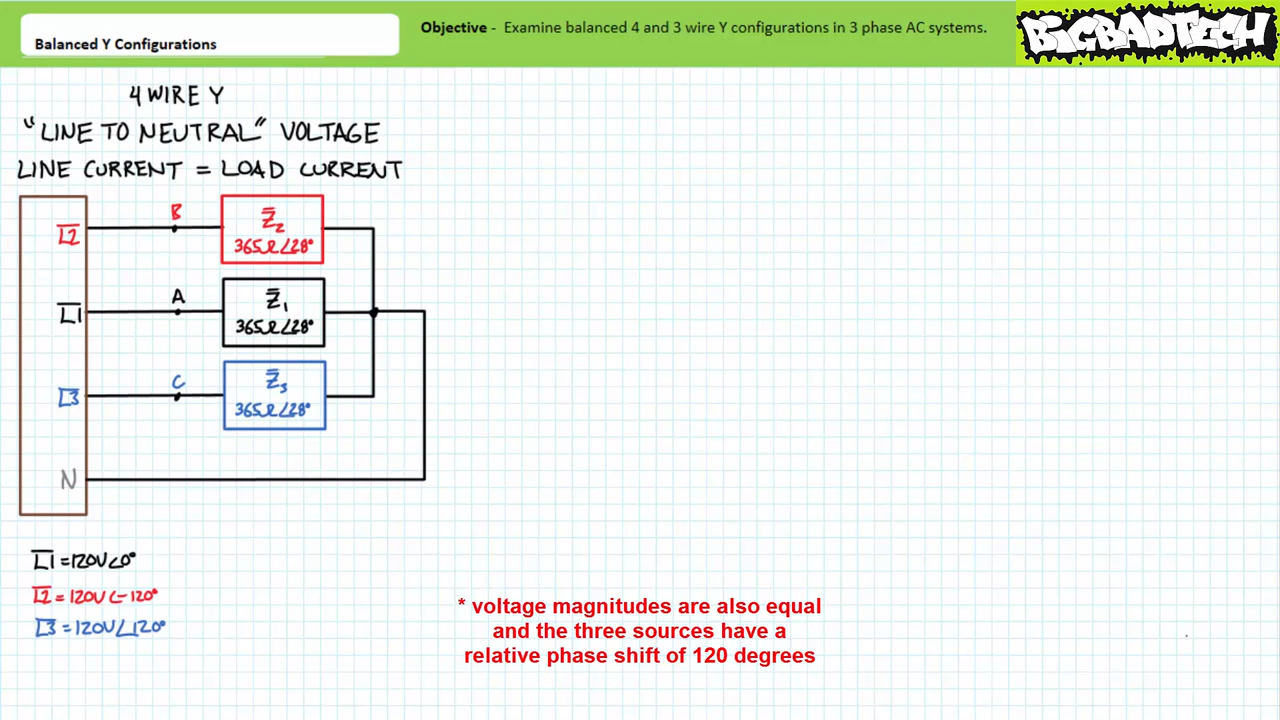 Balanced Y Configurations
Objective - Examine balanced 4 and 3 wire Y configurations in 3 phase AC systems.
BIGBADTECH
4 WIRE Y
"LINE TO NEUTRAL" VOLTAGE
LINE CURRENT = LOAD CURRENT
L2
B
Z2
365Ω∠28°
L1
A
Z1
365Ω∠28°
L3
C
Z3
365Ω∠28°
N
L1 = 120V∠0°
L2 = 120V∠-120°
L3 = 120V∠120°
* voltage magnitudes are also equal
and the three sources have a
relative phase shift of 120 degrees